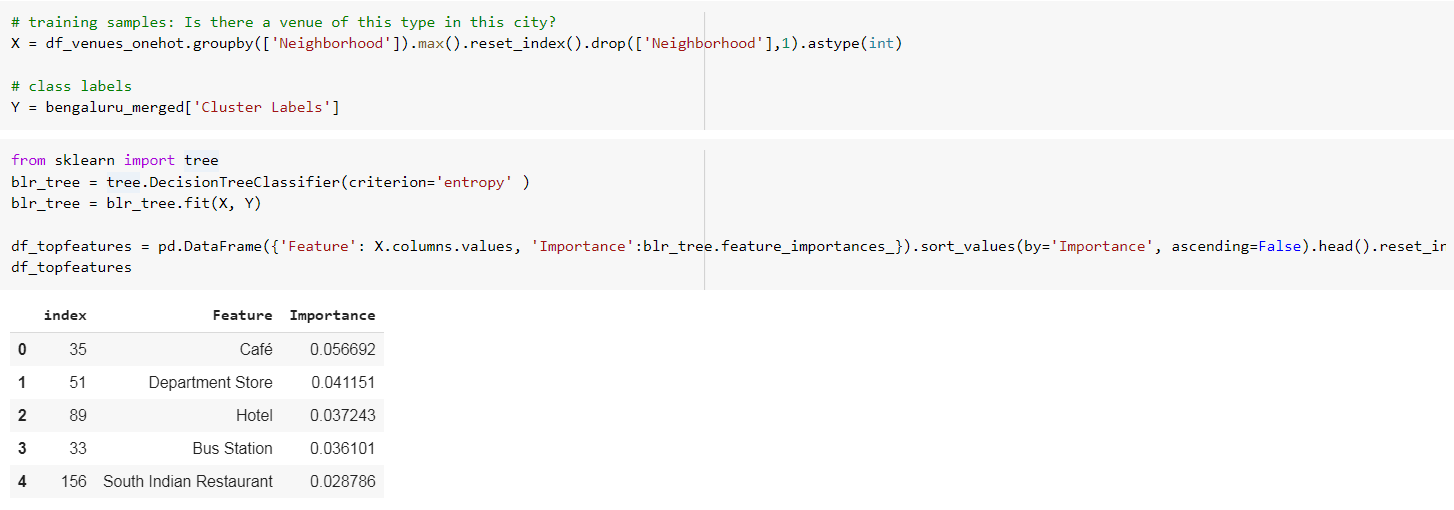 # training samples: Is there a venue of this type in this city?
X = df_venues_onehot.groupby(['Neighborhood']).max().reset_index().drop(['Neighborhood'],1).astype(int)
# class labels
Y = bengaluru_merged['Cluster Labels']
from sklearn import tree
blr_tree = tree.DecisionTreeClassifier(criterion='entropy' )
blr_tree = blr_tree.fit(X, Y)
df_topfeatures = pd.DataFrame({'Feature': X.columns.values, 'Importance':blr_tree.feature_importances_}).sort_values(by='Importance', ascending=False).head().reset_ir
df_topfeatures
index Feature Importance
0 35 Café 0.056692
1 51 Department Store 0.041151
2 89 Hotel 0.037243
3 33 Bus Station 0.036101
4 156 South Indian Restaurant 0.028786